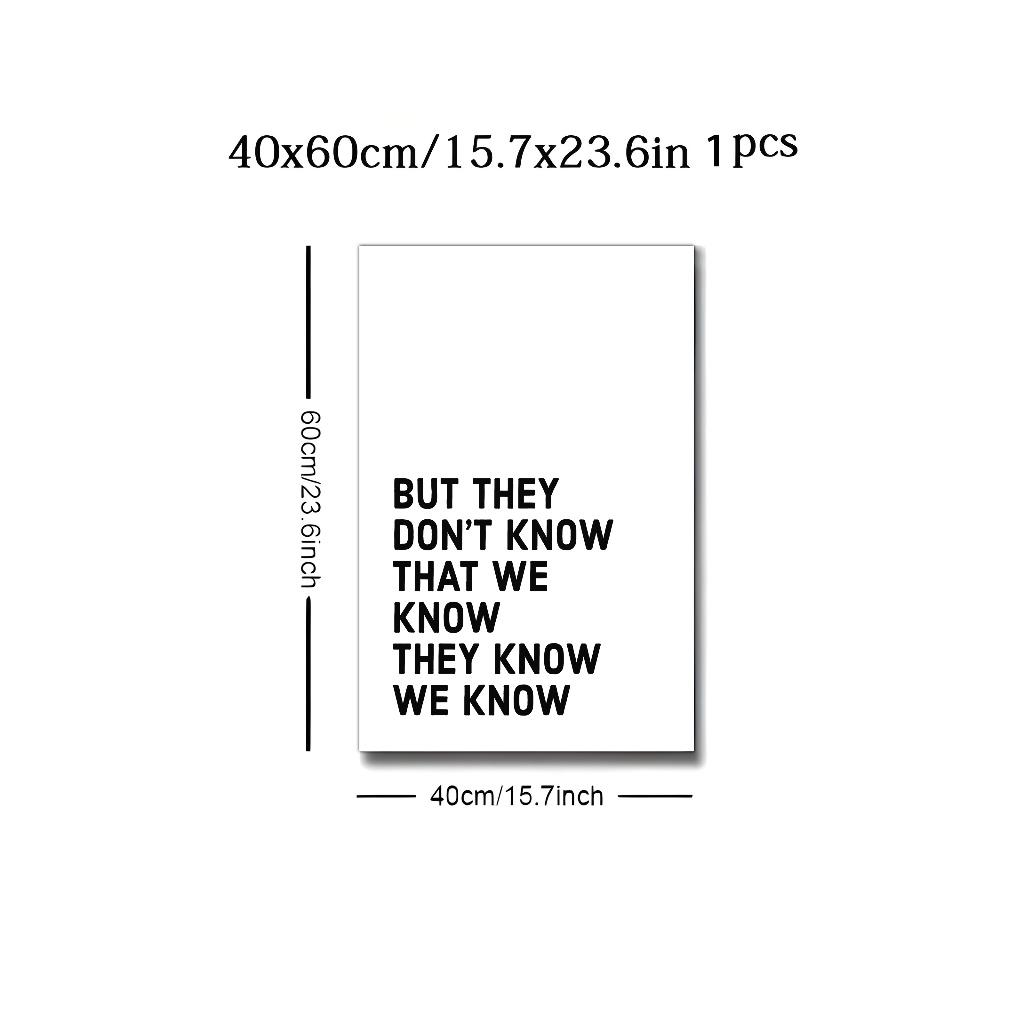 40x60cm/15.7x23.6in 1pcs
60cm/23.6inch
BUT THEY
DON’T KNOW
THAT WE
KNOW
THEY KNOW
WE KNOW
40cm/15.7inch